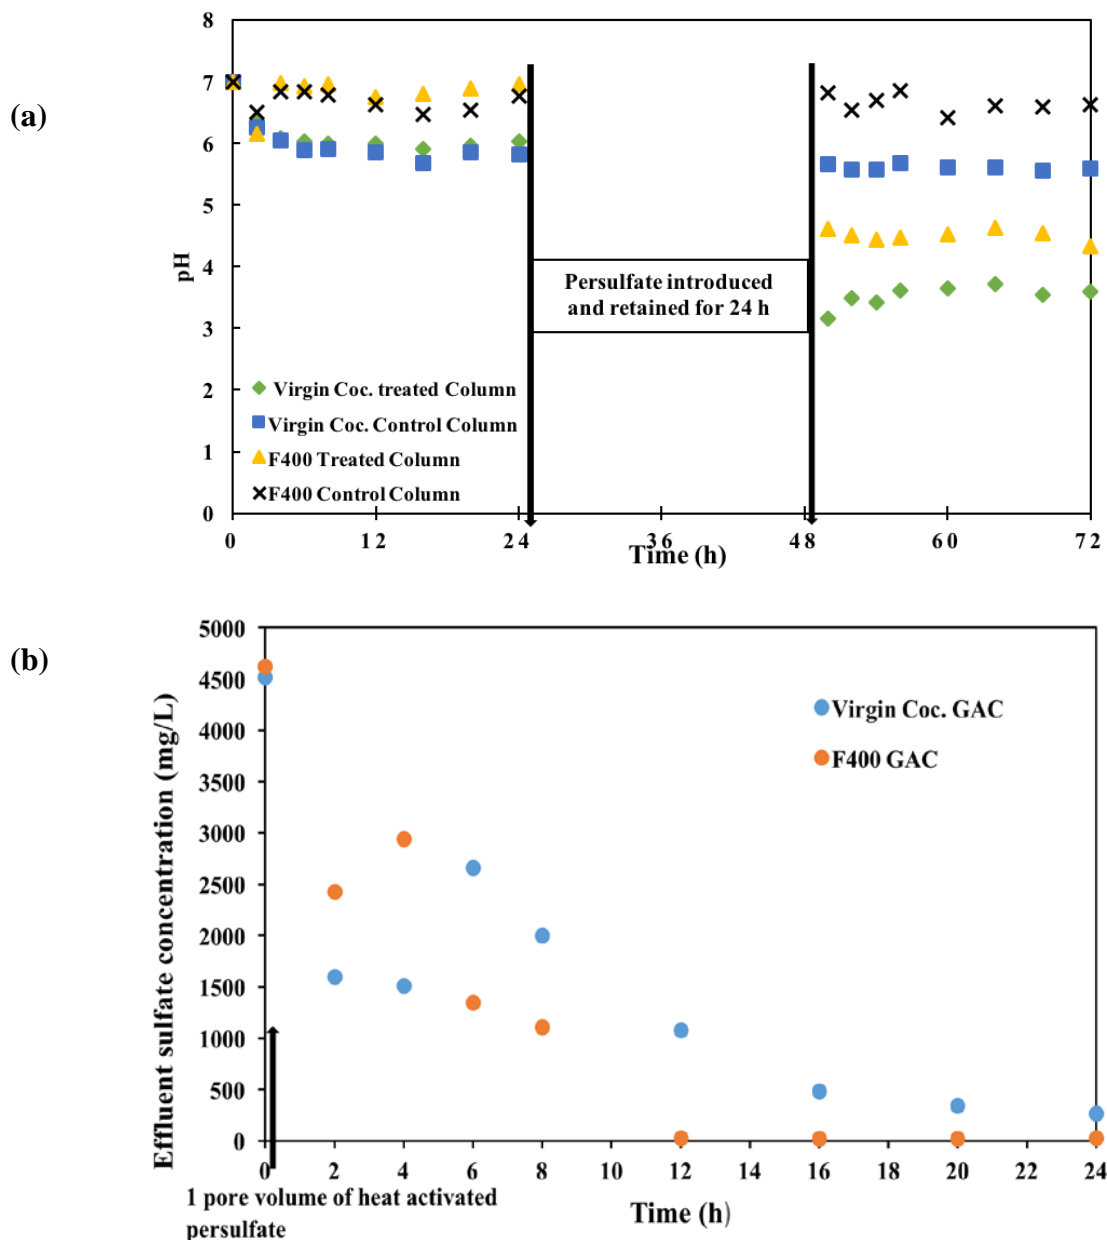 (a)
8
7
6
5
4
3
2
1
0
pH
Persulfate introduced
and retained for 24 h
Virgin Coc. treated Column
Virgin Coc. Control Column
F400 Treated Column
F400 Control Column
0 12 24 36 48 60 72
Time (h)
(b)
5000
4500
4000
3500
3000
2500
2000
1500
1000
500
0
Effluent sulfate concentration (mg/L)
Virgin Coc. GAC
F400 GAC
0 2 4 6 8 10 12 14 16 18 20 22 24
1 pore volume of heat activated
persulfate
Time (h)